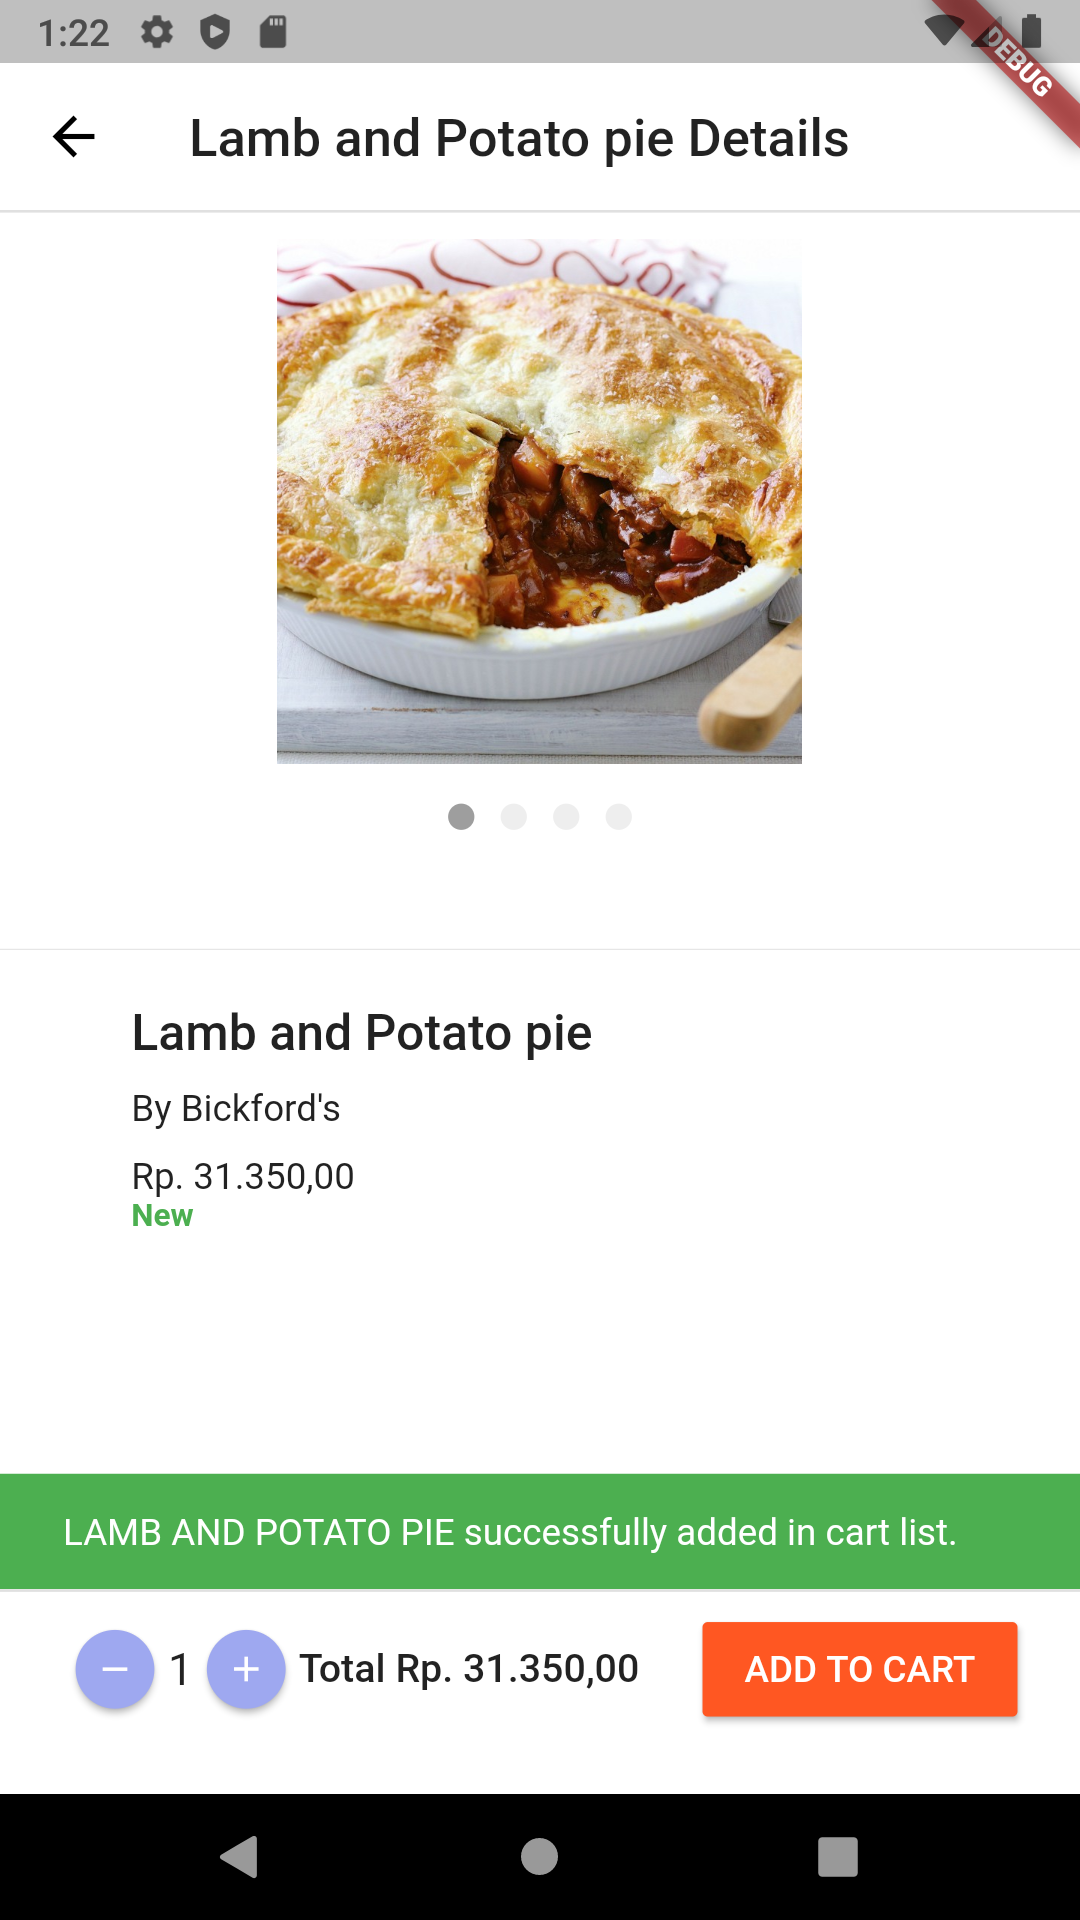 1:22
DEBUG
Lamb and Potato pie Details
Lamb and Potato pie
By Bickford's
Rp. 31.350,00
New
LAMB AND POTATO PIE successfully added in cart list.
1 Total Rp. 31.350,00 ADD TO CART